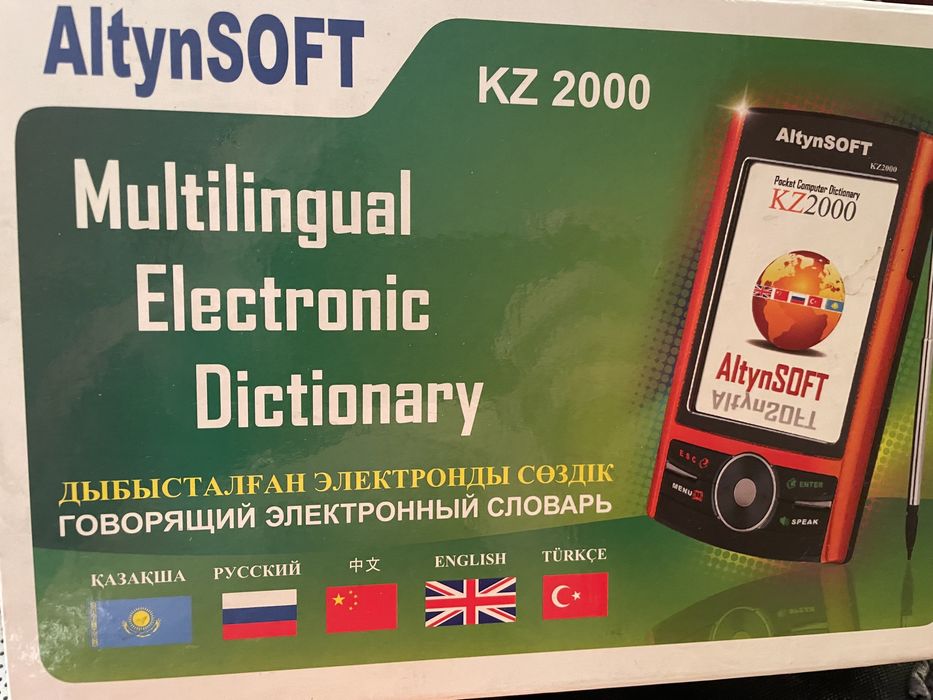 AltynSOFT
KZ 2000
Multilingual
Electronic
Dictionary
ДЫБЫСТАЛҒАН ЭЛЕКТРОНДЫ СӨЗДІК
ГОВОРЯЩИЙ ЭЛЕКТРОННЫЙ СЛОВАРЬ
ҚАЗАҚША РУССКИЙ 中文 ENGLISH TÜRKÇE
AltynSOFT
KZ2000
Pocket Computer Dictionary
KZ2000
AltynSOFT
AltynSOFT
ESC
ENTER
MENU
SPEAK